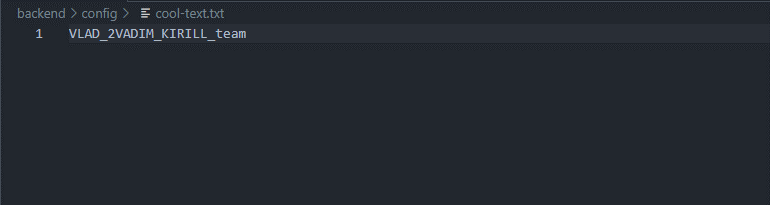 backend > config > cool-text.txt
1 VLAD_2VADIM_KIRILL_team